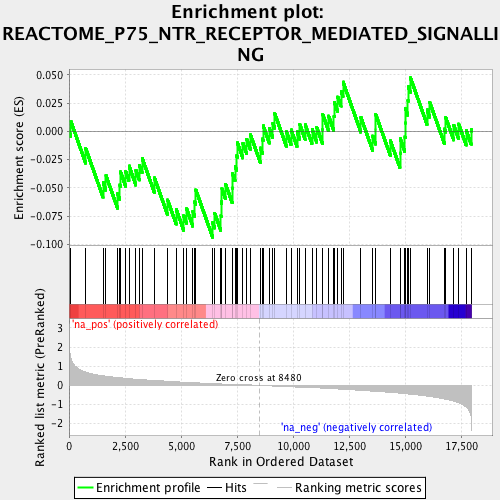 Enrichment plot:
REACTOME_P75_NTR_RECEPTOR_MEDIATED_SIGNALLI
NG
Enrichment score (ES)
0.050
0.025
0.000
-0.025
-0.050
-0.075
-0.100
'na_pos' (positively correlated)
Ranked list metric (PreRanked)
3
2
1
0
-1
-2
Zero cross at 8480
'na_neg' (negatively correlated)
0
2,500
5,000
7,500
10,000
12,500
15,000
17,500
Rank in Ordered Dataset
Enrichment profile
Hits
Ranking metric scores